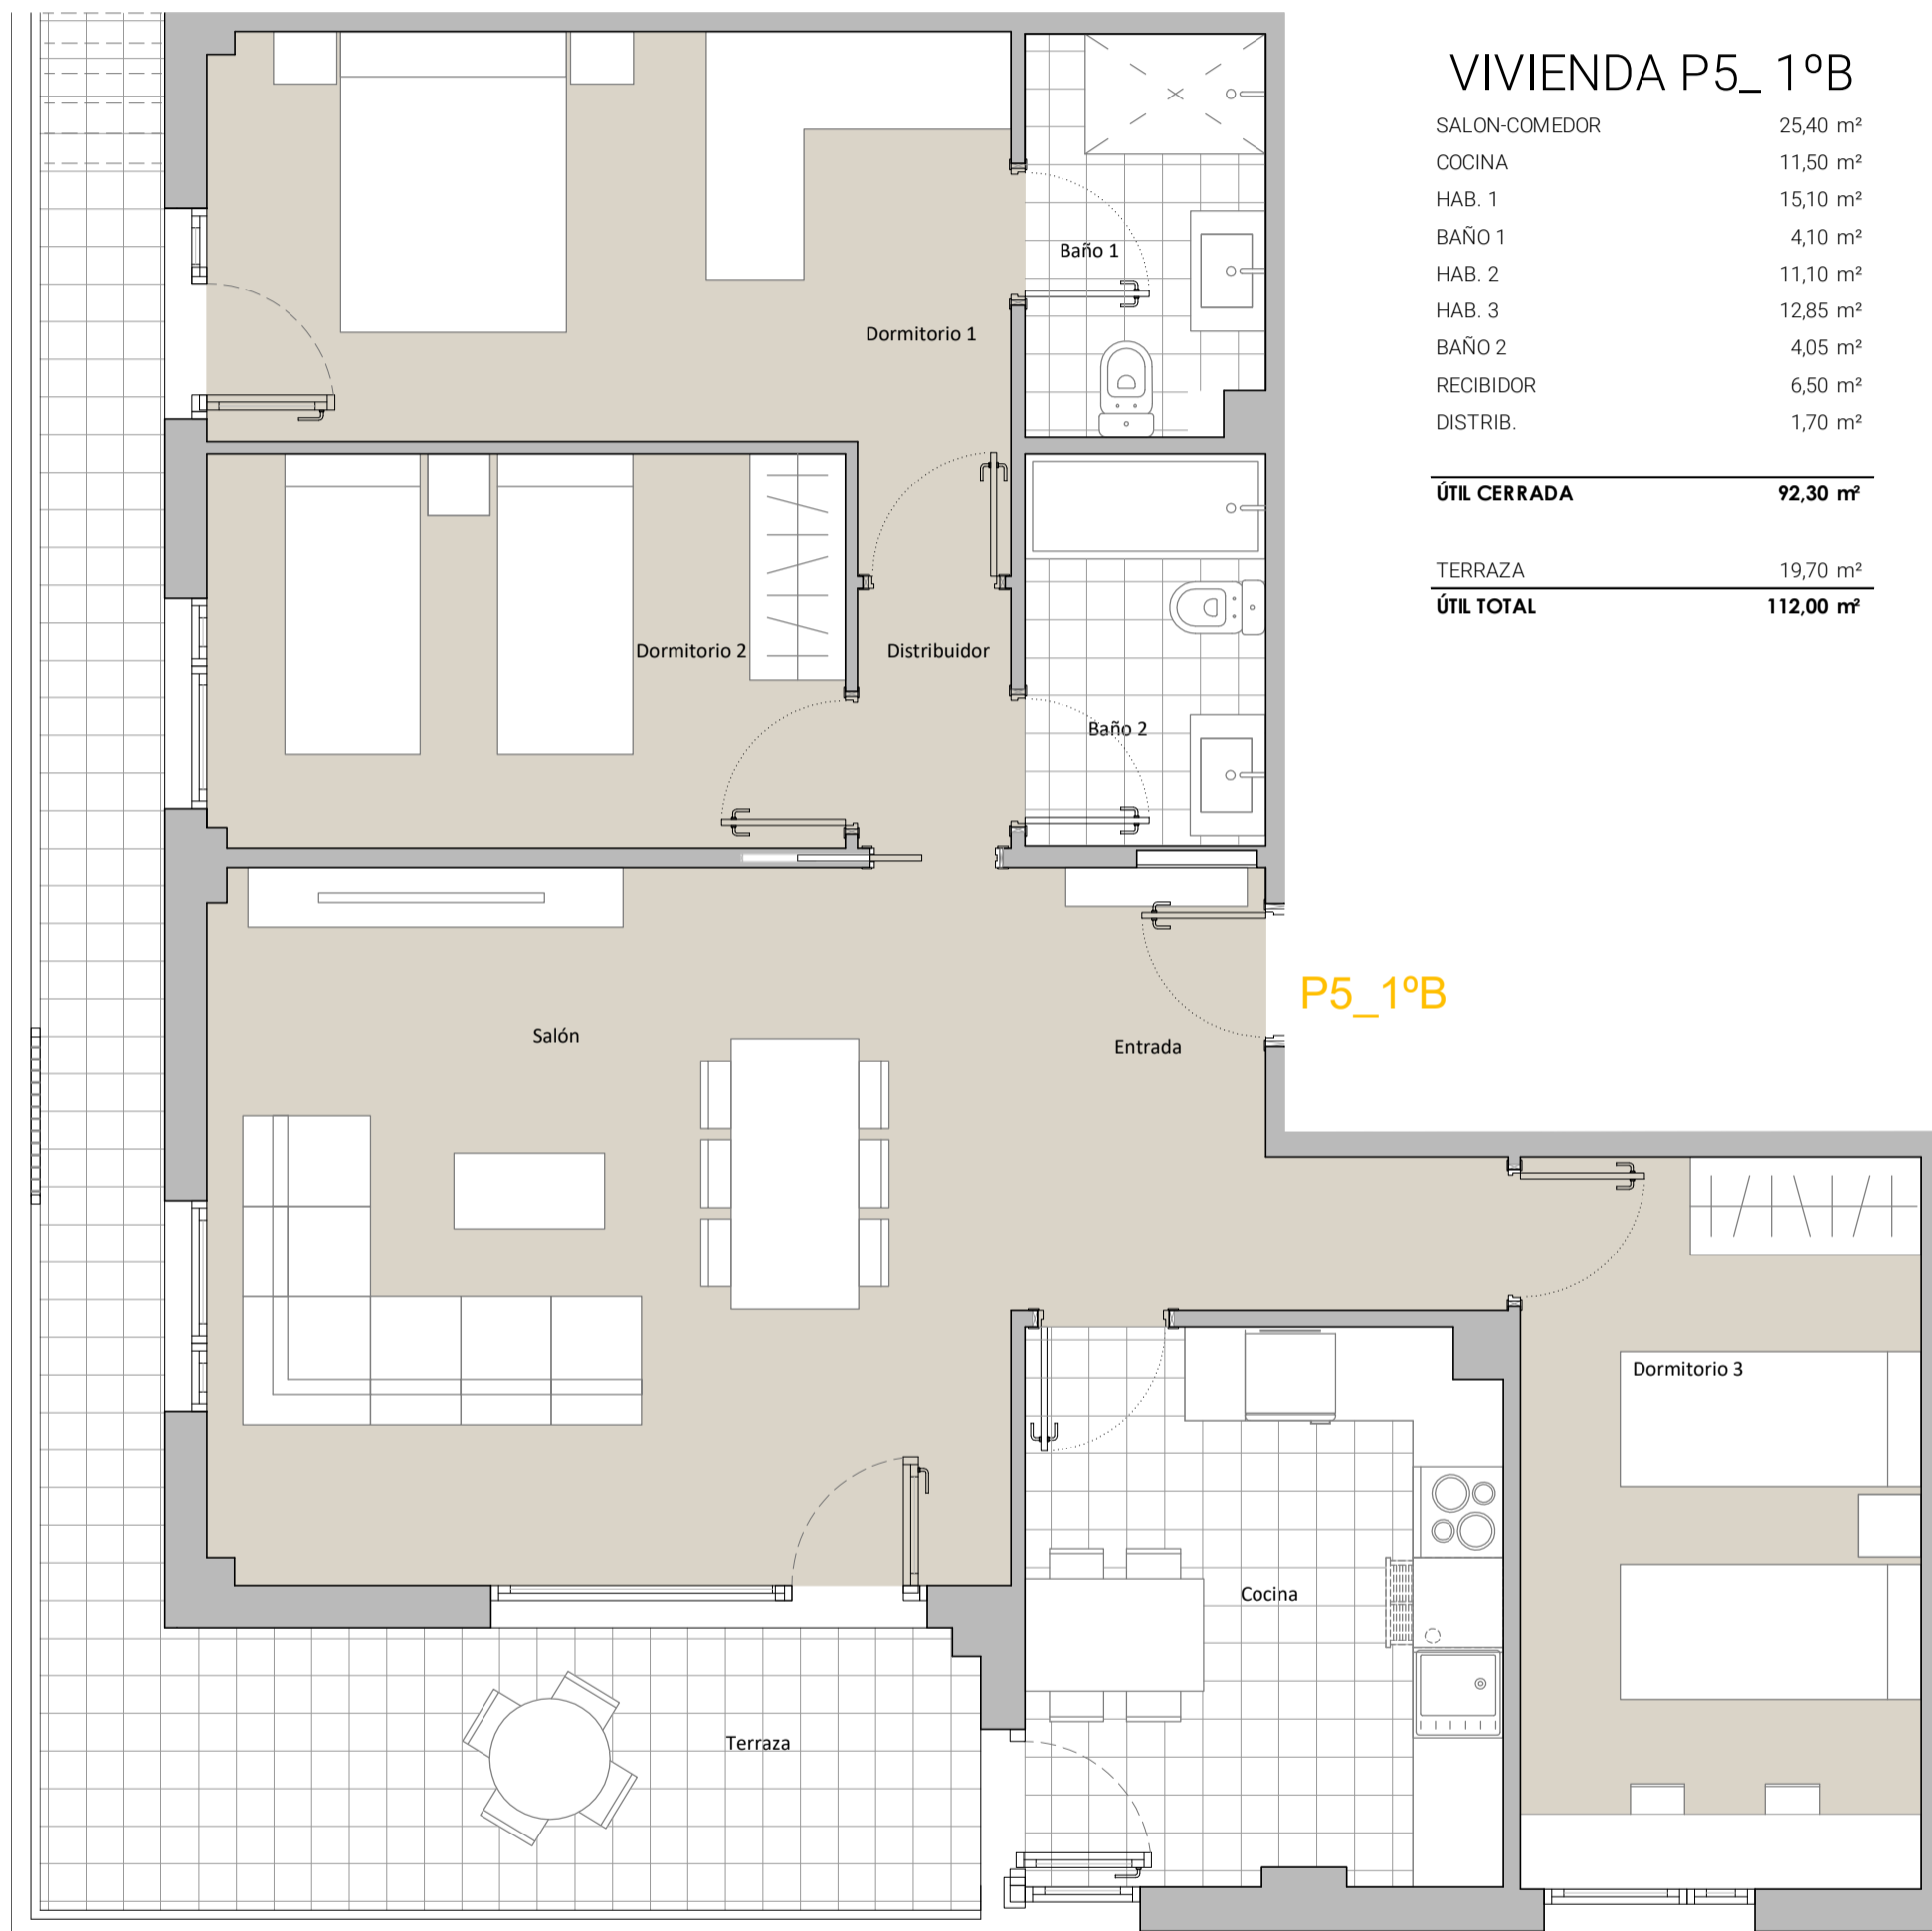 VIVIENDA P5_ 1ºB
SALON-COMEDOR 25,40 m²
COCINA 11,50 m²
HAB. 1 15,10 m²
BAÑO 1 4,10 m²
HAB. 2 11,10 m²
HAB. 3 12,85 m²
BAÑO 2 4,05 m²
RECIBIDOR 6,50 m²
DISTRIB. 1,70 m²
ÚTIL CERRADA 92,30 m²
TERRAZA 19,70 m²
ÚTIL TOTAL 112,00 m²
Baño 1
Dormitorio 1
Dormitorio 2
Distribuidor
Baño 2
P5_1ºB
Salón
Entrada
Dormitorio 3
Cocina
Terraza